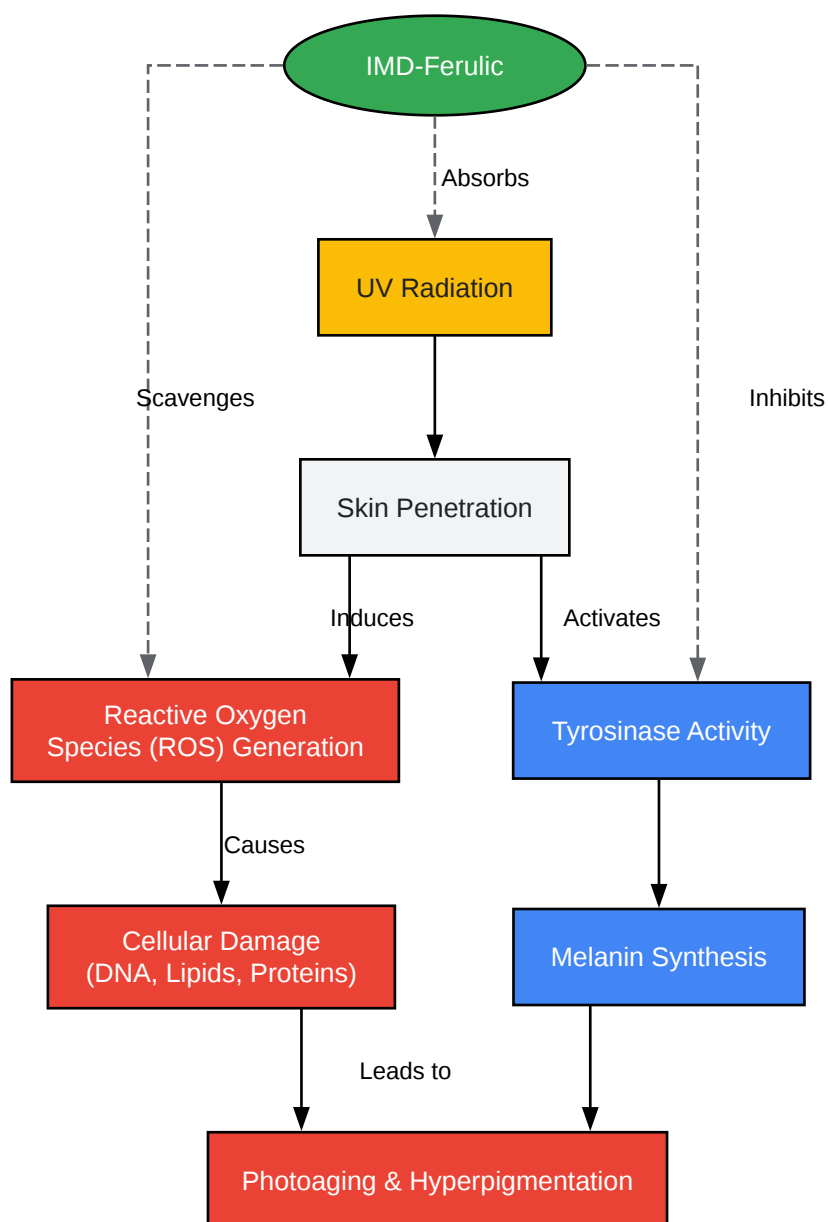 IMD-Ferulic
Absorbs
UV Radiation
Scavenges
Inhibits
Skin Penetration
Induces
Activates
Reactive Oxygen
Species (ROS) Generation
Tyrosinase Activity
Causes
Cellular Damage
(DNA, Lipids, Proteins)
Melanin Synthesis
Leads to
Photoaging & Hyperpigmentation